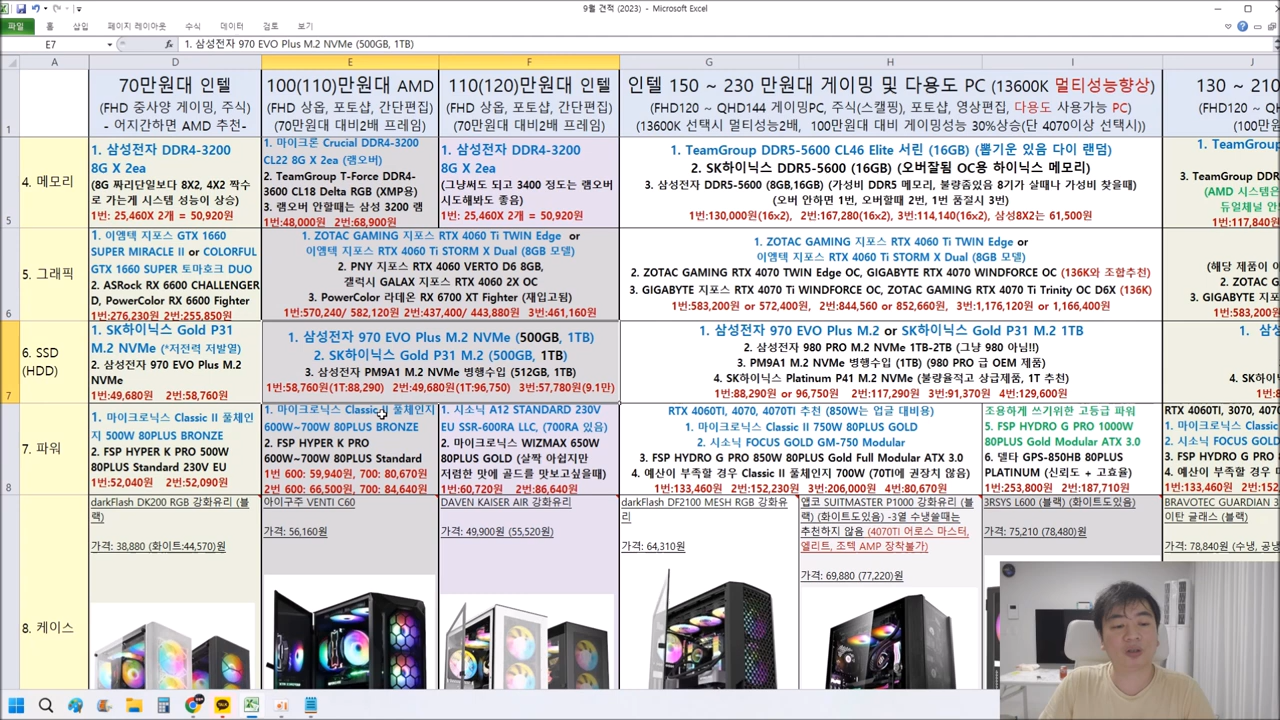 9월 견적 (2023) - Microsoft Excel
파일 홈 삽입 페이지 레이아웃 수식 데이터 검토 보기
E7 fx 1. 삼성전자 970 EVO Plus M.2 NVMe (500GB, 1TB)
A D E F G H I J
1
70만원대 인텔
(FHD 중사양 게이밍, 주식)
- 어지간하면 AMD 추천-
100(110)만원대 AMD
(FHD 상옵, 포토샵, 간단편집)
(70만원대 대비2배 프레임)
110(120)만원대 인텔
(FHD 상옵, 포토샵, 간단편집)
(70만원대 대비2배 프레임)
인텔 150 ~ 230 만원대 게이밍 및 다용도 PC (13600K 멀티성능향상)
(FHD120 ~ QHD144 게이밍PC, 주식(스캘핑), 포토샵, 영상편집, 다용도 사용가능 PC)
(13600K 선택시 멀티성능2배, 100만원대 대비 게이밍성능 30%상승(단 4070이상 선택시))
130 ~ 210
(FHD120 ~ Q
(100만원
4. 메모리
5
1. 삼성전자 DDR4-3200
8G X 2ea
(8G 짜리단일보다 8X2, 4X2 짝수
로 가는게 시스템 성능이 상승)
1번: 25,460X 2개 = 50,920원
1. 마이크론 Crucial DDR4-3200
CL22 8G X 2ea (램오버)
2. TeamGroup T-Force DDR4-
3600 CL18 Delta RGB (XMP용)
3. 램오버 안할때는 삼성 3200 램
1번:48,000원 2번:68,900원
1. 삼성전자 DDR4-3200
8G X 2ea
(그냥써도 되고 3400 정도는 램오버
시도해봐도 좋음)
1번: 25,460X 2개 = 50,920원
1. TeamGroup DDR5-5600 CL46 Elite 서린 (16GB) (뽑기운 있음 다이 랜덤)
2. SK하이닉스 DDR5-5600 (16GB) (오버잘됨 OC용 하이닉스 메모리)
3. 삼성전자 DDR5-5600 (8GB,16GB) (가성비 DDR5 메모리, 불량줍있음 8기가 살때나 가성비 찾을때)
(오버 안하면 1번, 오버할때 2번, 1번 품절시 3번)
1번:130,000원(16x2), 2번:167,280(16x2), 3번:114,140(16x2), 삼성8X2는 61,500원
1. TeamGroup
3. TeamGroup DD
(AMD 시스템은
듀얼채널 안
1번:117,840원
5. 그래픽
6
1. 이엠텍 지포스 GTX 1660
SUPER MIRACLE II or COLORFUL
GTX 1660 SUPER 토마호크 DUO
2. ASRock RX 6600 CHALLENGER
D, PowerColor RX 6600 Fighter
1번:276,230원 2번:255,850원
1. ZOTAC GAMING 지포스 RTX 4060 Ti TWIN Edge or
이엠텍 지포스 RTX 4060 Ti STORM X Dual (8GB 모델)
2. PNY 지포스 RTX 4060 VERTO D6 8GB,
갤럭시 GALAX 지포스 RTX 4060 2X OC
3. PowerColor 라데온 RX 6700 XT Fighter (재입고됨)
1번:570,240/ 582,120원 2번:437,400/ 443,880원 3번:461,160원
1. ZOTAC GAMING 지포스 RTX 4060 Ti TWIN Edge or
이엠텍 지포스 RTX 4060 Ti STORM X Dual (8GB 모델)
2. ZOTAC GAMING RTX 4070 TWIN Edge OC, GIGABYTE RTX 4070 WINDFORCE OC (136K와 조합추천)
3. GIGABYTE 지포스 RTX 4070 Ti WINDFORCE OC, ZOTAC GAMING RTX 4070 Ti Trinity OC D6X (136K)
1번:583,200원 or 572,400원, 2번:844,560 or 852,660원, 3번:1,176,120원 or 1,166,400원
(해당 제품이 이
2. ZOTAC G
3. GIGABYTE 지포스
1번:583,200원
6. SSD
(HDD)
7
1. SK하이닉스 Gold P31
M.2 NVMe (*저전력 저발열)
2. 삼성전자 970 EVO Plus M.2
NVMe
1번:49,680원 2번:58,760원
1. 삼성전자 970 EVO Plus M.2 NVMe (500GB, 1TB)
2. SK하이닉스 Gold P31 M.2 (500GB, 1TB)
3. 삼성전자 PM9A1 M.2 NVMe 병행수입 (512GB, 1TB)
1번:58,760원(1T:88,290) 2번:49,680원(1T:96,750) 3번:57,780원(9.1만)
1. 삼성전자 970 EVO Plus M.2 or SK하이닉스 Gold P31 M.2 1TB
2. 삼성전자 980 PRO M.2 NVMe 1TB-2TB (그냥 980 아님!!)
3. PM9A1 M.2 NVMe 병행수입 (1TB) (980 PRO 급 OEM 제품)
4. SK하이닉스 Platinum P41 M.2 NVMe (불량율적고 상급제품, 1T 추천)
1번:88,290원 or 96,750원, 2번:117,290원 3번:91,370원 4번:129,600원
1. 삼성
3. PM9A
4. SK하이닉
1번:88,2
7. 파워
8
1. 마이크로닉스 Classic II 풀체인
지 500W 80PLUS BRONZE
2. FSP HYPER K PRO 500W
80PLUS Standard 230V EU
1번:52,040원 2번:52,090원
1. 마이크로닉스 Classic II 풀체인지
600W~700W 80PLUS BRONZE
2. FSP HYPER K PRO
600W~700W 80PLUS Standard
1번 600: 59,940원, 700: 80,670원
2번 600: 66,500원, 700: 84,640원
1. 시소닉 A12 STANDARD 230V
EU SSR-600RA LLC, (700RA 있음)
2. 마이크로닉스 WIZMAX 650W
80PLUS GOLD (살짝 아쉽지만
저렴한 맛에 골드를 맛보고싶을때)
1번:60,720원 2번:86,640원
RTX 4060TI, 4070, 4070TI 추천 (850W는 업글 대비용)
1. 마이크로닉스 Classic II 750W 80PLUS GOLD
2. 시소닉 FOCUS GOLD GM-750 Modular
3. FSP HYDRO G PRO 850W 80PLUS Gold Full Modular ATX 3.0
4. 예산이 부족할 경우 Classic II 풀체인지 700W (70TI에 권장치 않음)
1번:133,460원 2번:152,230원 3번:206,000원 4번:80,670원
조용하게 쓰기위한 고등급 파워
5. FSP HYDRO G PRO 1000W
80PLUS Gold Modular ATX 3.0
6. 델타 GPS-850HB 80PLUS
PLATINUM (신뢰도 + 고효율)
1번:253,800원 2번:187,710원
RTX 4060TI, 3070, 407
1. 마이크로닉스
2. 시소닉 FO
3. FSP HYDRO G PRO
4. 예산이 부족할 경우
1번:133,460원 152
8. 케이스
darkFlash DK200 RGB 강화유리 (블
랙)
가격: 38,880 (화이트:44,570)원
아이구주 VENTI C60
가격: 56,160원
DAVEN KAISER AIR 강화유리
가격: 49,900 (55,520)원
darkFlash DF2100 MESH RGB 강화유
리
가격: 64,310원
앱코 SUITMASTER P1000 강화유리 (블
랙) (화이트도있음) -3열 수냉쓸때는
추천하지 않음 (4070TI 어로스 마스터,
엘리트, 조텍 AMP 장착불가)
가격: 69,880 (77,220)원
3RSYS L600 (블랙) (화이트도있음)
가격: 75,210 (78,480)원
BRAVOTEC GUARDIAN 3
이탄 글래스 (블랙)
가격: 78,840원 (수냉, 공냉